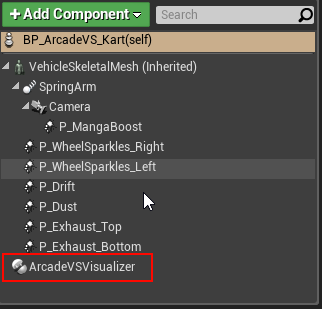 + Add Component
Search
BP_ArcadeVS_Kart(self)
VehicleSkeletalMesh (Inherited)
SpringArm
Camera
P_MangaBoost
P_WheelSparkles_Right
P_WheelSparkles_Left
P_Drift
P_Dust
P_Exhaust_Top
P_Exhaust_Bottom
ArcadeVSVisualizer